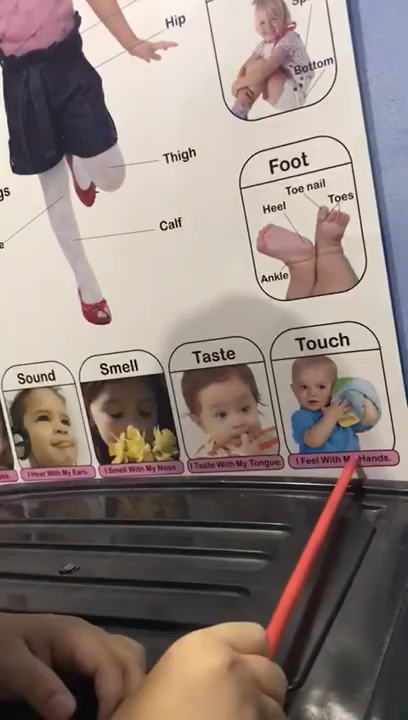 Hip
Bottom
Thigh
Foot
Toe nail
Heel
Toes
Calf
Ankle
Sound
Smell
Taste
Touch
I Hear With My Ears.
I Smell With My Nose
I Taste With My Tongue.
I Feel With My Hands.